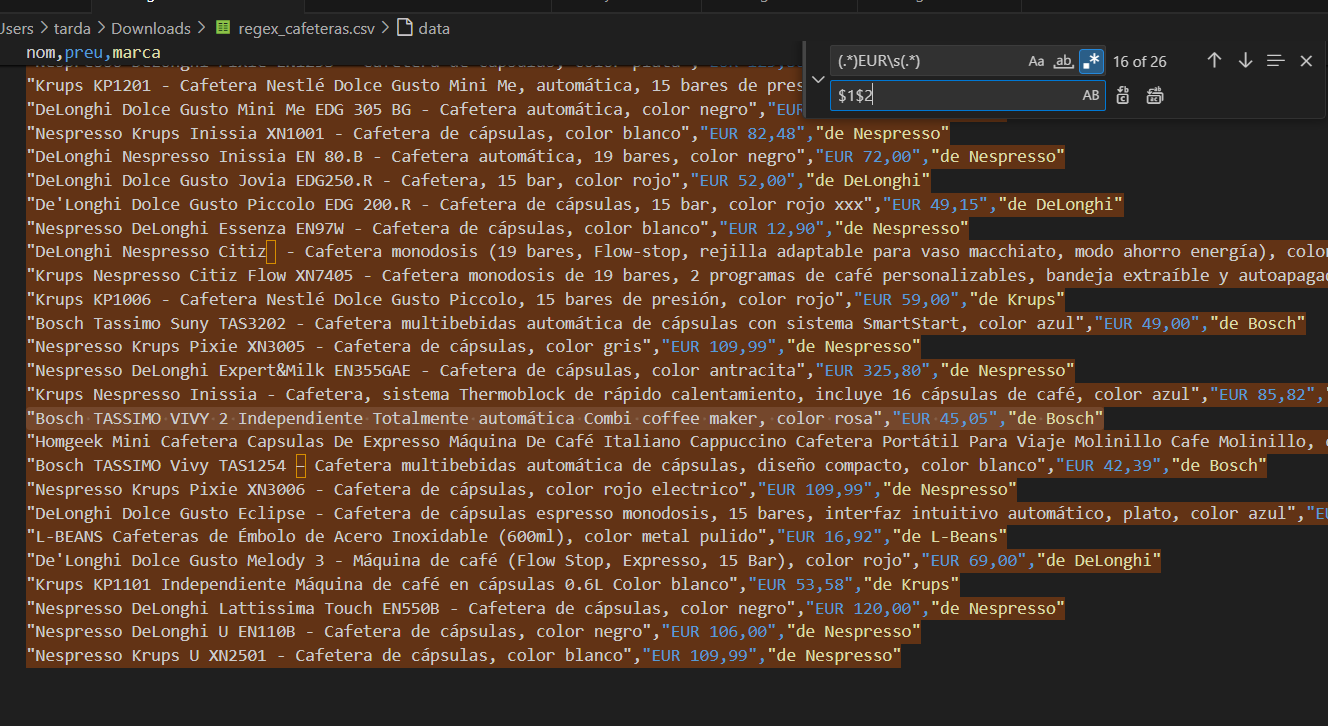 Users > tarda > Downloads > regex_cafeteras.csv > data
nom,preu,marca
(.*)EUR\s(.*)
Aa ab .* 16 of 26
$1$2
AB
"Krups KP1201 - Cafetera Nestlé Dolce Gusto Mini Me, automática, 15 bares de pres
"DeLonghi Dolce Gusto Mini Me EDG 305 BG - Cafetera automática, color negro","EUR
"Nespresso Krups Inissia XN1001 - Cafetera de cápsulas, color blanco","EUR 82,48","de Nespresso"
"DeLonghi Nespresso Inissia EN 80.B - Cafetera automática, 19 bares, color negro","EUR 72,00","de Nespresso"
"DeLonghi Dolce Gusto Jovia EDG250.R - Cafetera, 15 bar, color rojo","EUR 52,00","de DeLonghi"
"De'Longhi Dolce Gusto Piccolo EDG 200.R - Cafetera de cápsulas, 15 bar, color rojo xxx","EUR 49,15","de DeLonghi"
"Nespresso DeLonghi Essenza EN97W - Cafetera de cápsulas, color blanco","EUR 12,90","de Nespresso"
"DeLonghi Nespresso Citiz  - Cafetera monodosis (19 bares, Flow-stop, rejilla adaptable para vaso macchiato, modo ahorro energía), colo
"Krups Nespresso Citiz Flow XN7405 - Cafetera monodosis de 19 bares, 2 programas de café personalizables, bandeja extraíble y autoapaga
"Krups KP1006 - Cafetera Nestlé Dolce Gusto Piccolo, 15 bares de presión, color rojo","EUR 59,00","de Krups"
"Bosch Tassimo Suny TAS3202 - Cafetera multibebidas automática de cápsulas con sistema SmartStart, color azul","EUR 49,00","de Bosch"
"Nespresso Krups Pixie XN3005 - Cafetera de cápsulas, color gris","EUR 109,99","de Nespresso"
"Nespresso DeLonghi Expert&Milk EN355GAE - Cafetera de cápsulas, color antracita","EUR 325,80","de Nespresso"
"Krups Nespresso Inissia - Cafetera, sistema Thermoblock de rápido calentamiento, incluye 16 cápsulas de café, color azul","EUR 85,82","
"Bosch TASSIMO VIVY 2 Independiente Totalmente automática Combi coffee maker, color rosa","EUR 45,05","de Bosch"
"Homgeek Mini Cafetera Capsulas De Expresso Máquina De Café Italiano Cappuccino Cafetera Portátil Para Viaje Molinillo Cafe Molinillo, c
"Bosch TASSIMO Vivy TAS1254 – Cafetera multibebidas automática de cápsulas, diseño compacto, color blanco","EUR 42,39","de Bosch"
"Nespresso Krups Pixie XN3006 - Cafetera de cápsulas, color rojo electrico","EUR 109,99","de Nespresso"
"DeLonghi Dolce Gusto Eclipse - Cafetera de cápsulas espresso monodosis, 15 bares, interfaz intuitivo automático, plato, color azul","EU
"L-BEANS Cafeteras de Émbolo de Acero Inoxidable (600ml), color metal pulido","EUR 16,92","de L-Beans"
"De'Longhi Dolce Gusto Melody 3 - Máquina de café (Flow Stop, Expresso, 15 Bar), color rojo","EUR 69,00","de DeLonghi"
"Krups KP1101 Independiente Máquina de café en cápsulas 0.6L Color blanco","EUR 53,58","de Krups"
"Nespresso DeLonghi Lattissima Touch EN550B - Cafetera de cápsulas, color negro","EUR 120,00","de Nespresso"
"Nespresso DeLonghi U EN110B - Cafetera de cápsulas, color negro","EUR 106,00","de Nespresso"
"Nespresso Krups U XN2501 - Cafetera de cápsulas, color blanco","EUR 109,99","de Nespresso"